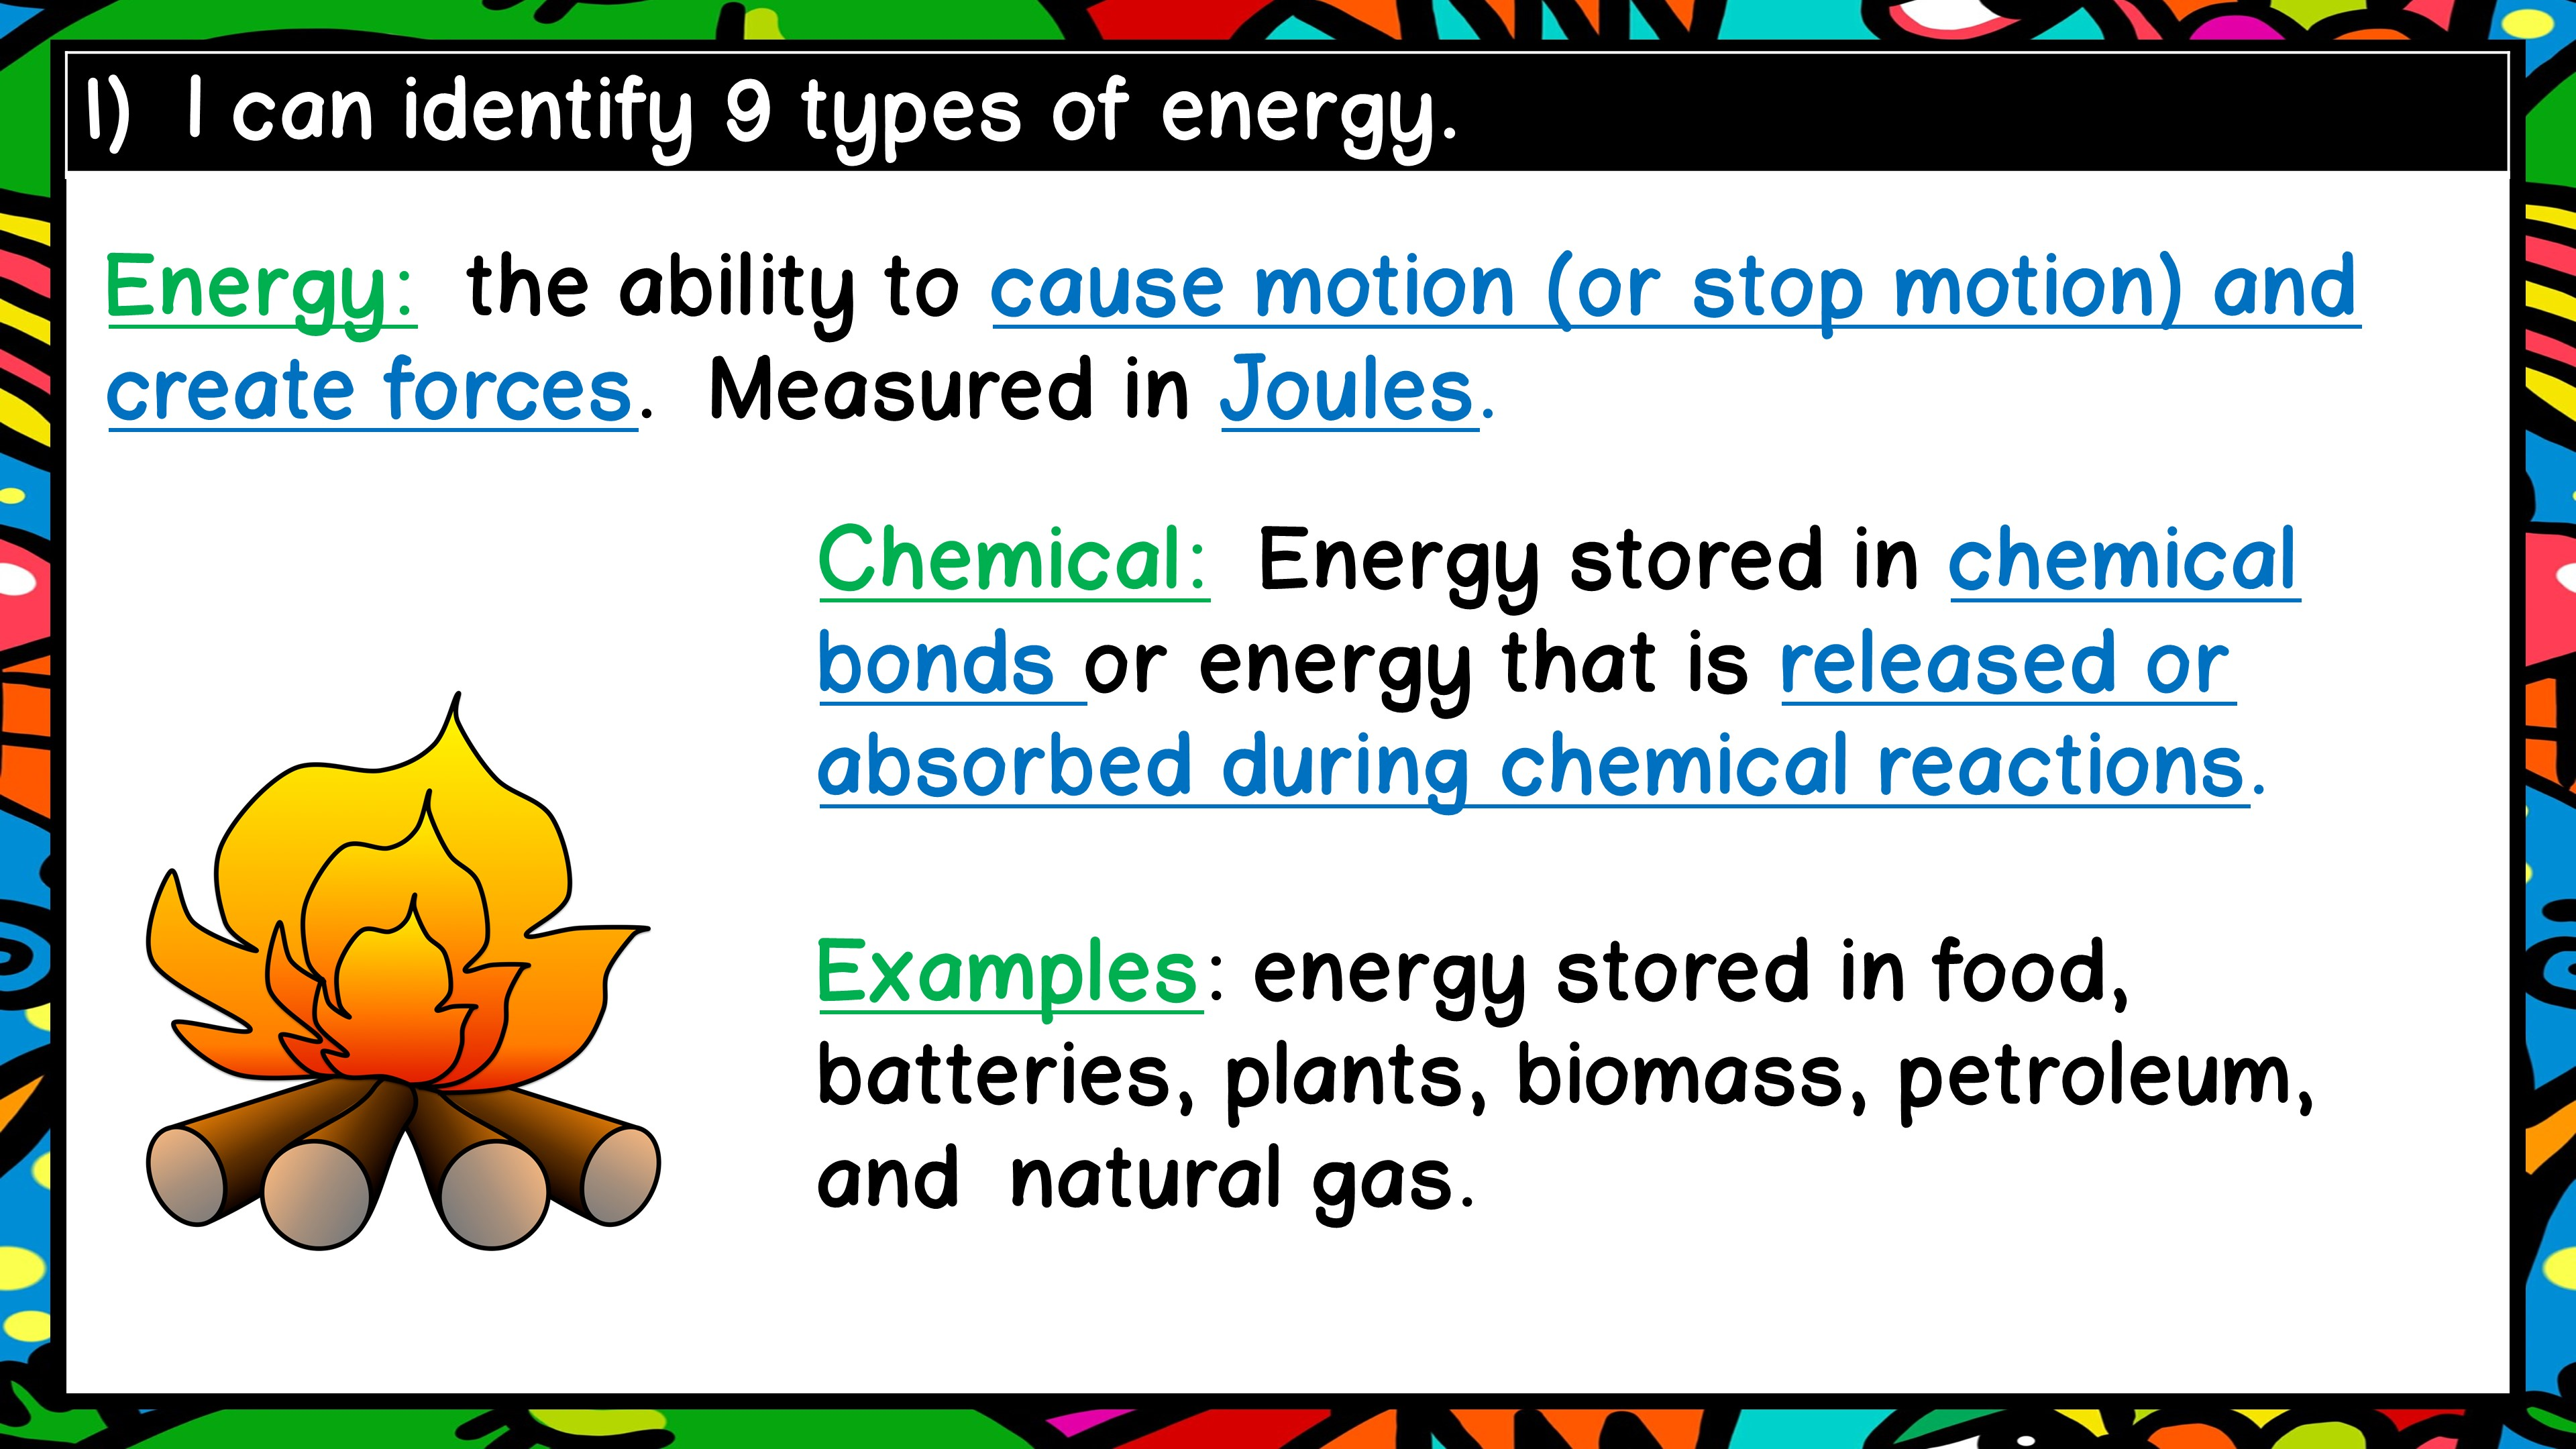 1) I can identify 9 types of energy.
Energy: the ability to cause motion (or stop motion) and
create forces. Measured in Joules.
Chemical: Energy stored in chemical
bonds or energy that is released or
absorbed during chemical reactions.
Examples: energy stored in food,
batteries, plants, biomass, petroleum,
and natural gas.